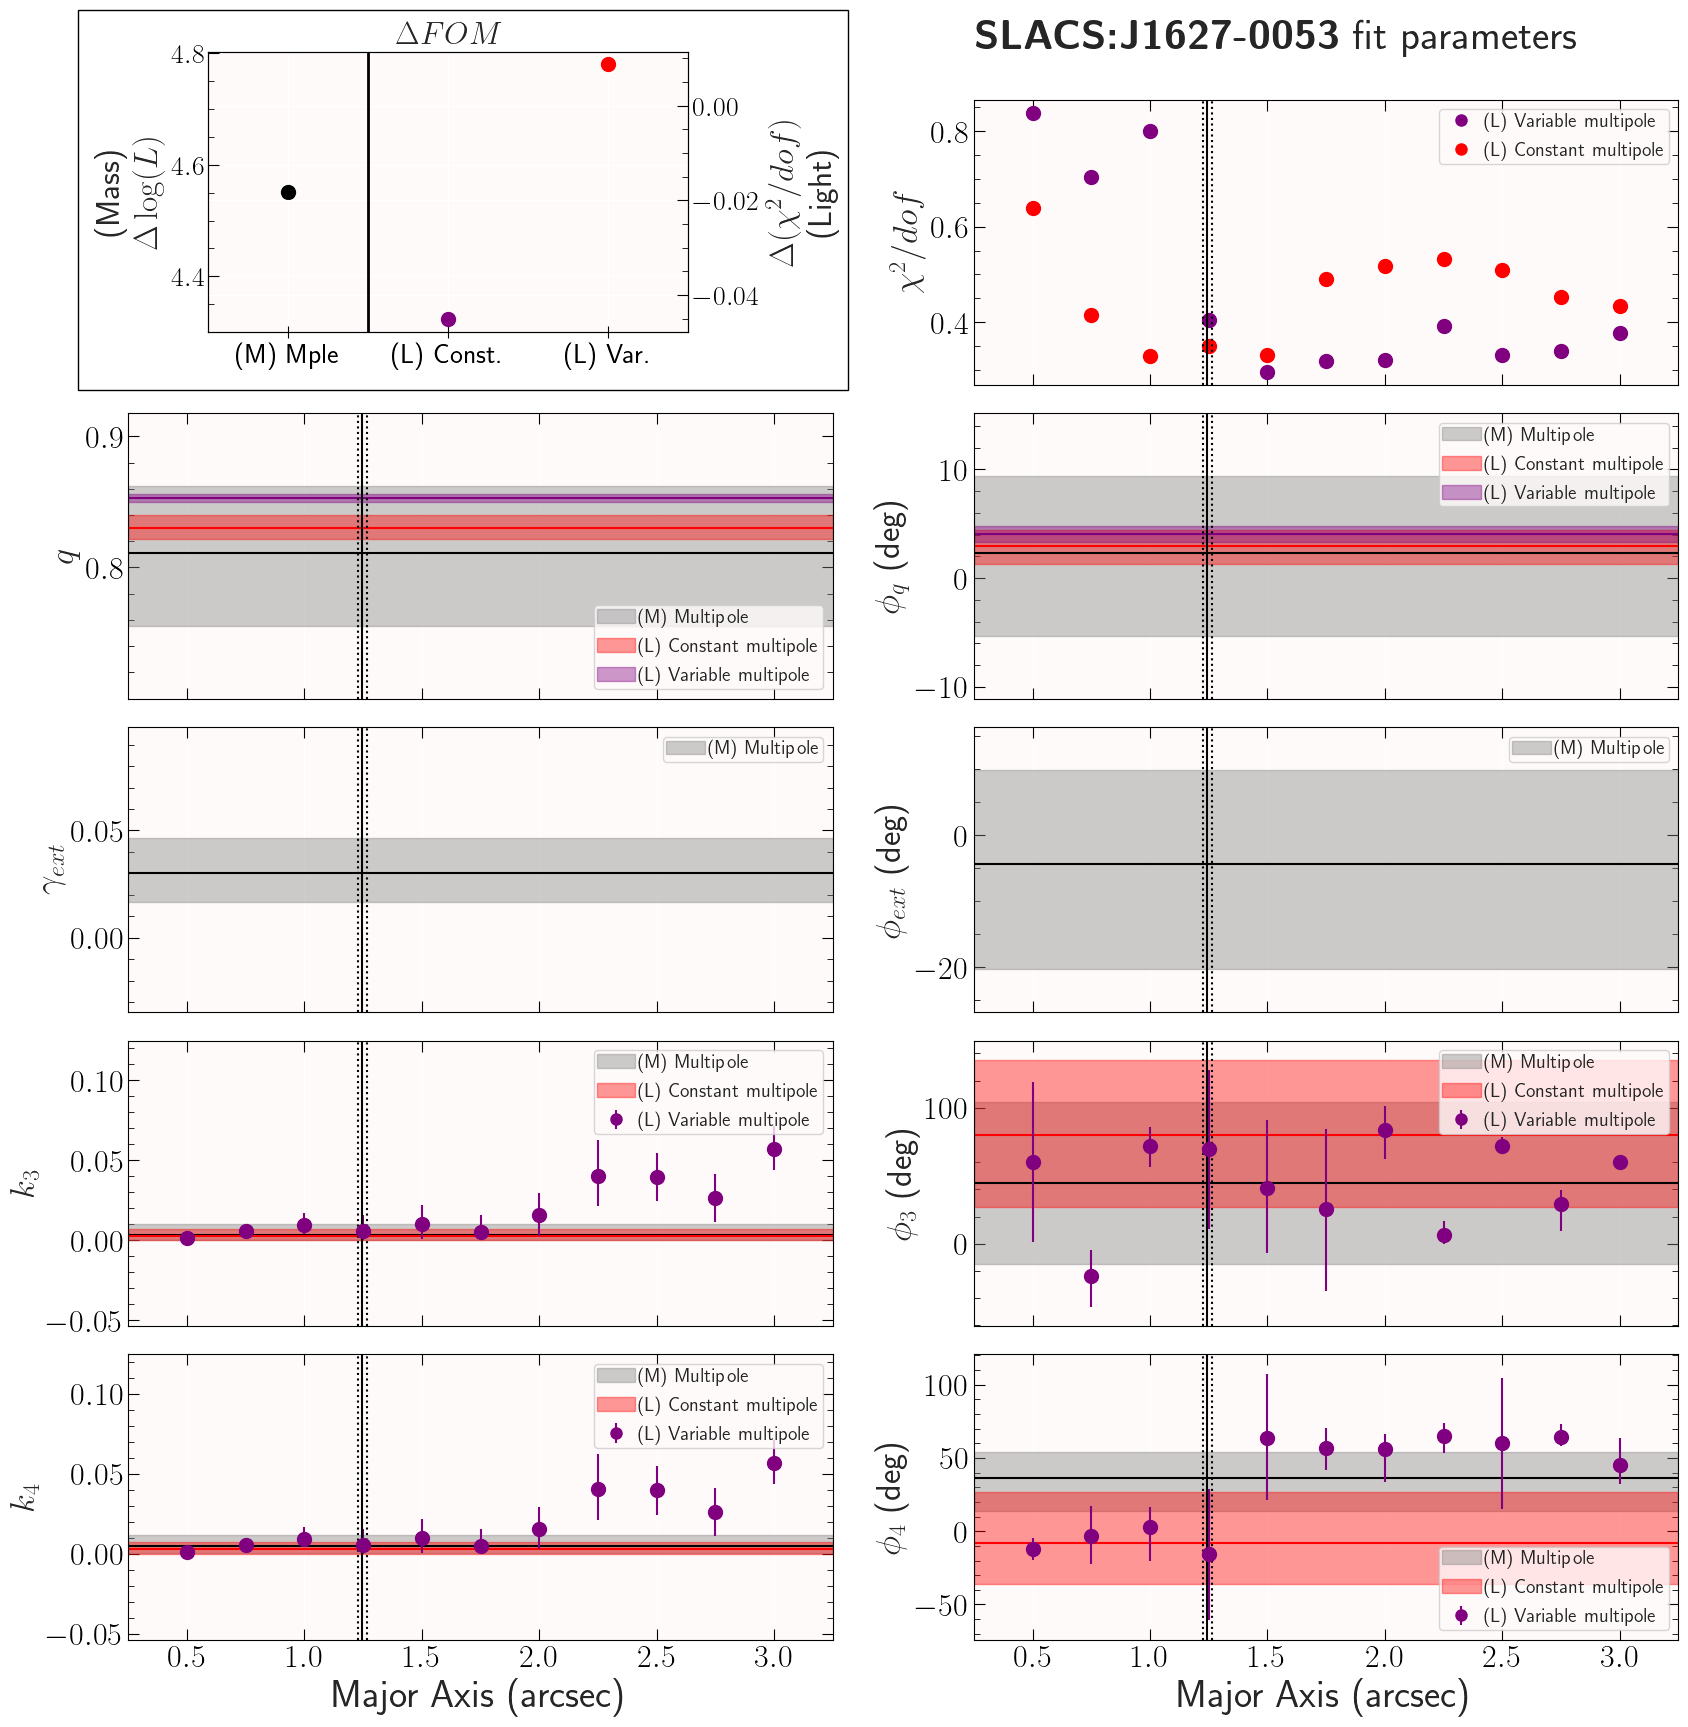 ΔFOM
SLACS:J1627-0053 fit parameters
(Mass)
Δ log(L)
4.8
4.6
4.4
0.00
−0.02
−0.04
Δ(χ²/dof)
(Light)
(M) Mple
(L) Const.
(L) Var.
χ²/dof
0.8
0.6
0.4
(L) Variable multipole
(L) Constant multipole
q
0.9
0.8
(M) Multipole
(L) Constant multipole
(L) Variable multipole
ϕ_q (deg)
10
0
−10
(M) Multipole
(L) Constant multipole
(L) Variable multipole
γ_ext
0.05
0.00
(M) Multipole
ϕ_ext (deg)
0
−20
(M) Multipole
k₃
0.10
0.05
0.00
−0.05
(M) Multipole
(L) Constant multipole
(L) Variable multipole
ϕ₃ (deg)
100
0
(M) Multipole
(L) Constant multipole
(L) Variable multipole
k₄
0.10
0.05
0.00
−0.05
(M) Multipole
(L) Constant multipole
(L) Variable multipole
0.5 1.0 1.5 2.0 2.5 3.0
Major Axis (arcsec)
ϕ₄ (deg)
100
50
0
−50
(M) Multipole
(L) Constant multipole
(L) Variable multipole
0.5 1.0 1.5 2.0 2.5 3.0
Major Axis (arcsec)